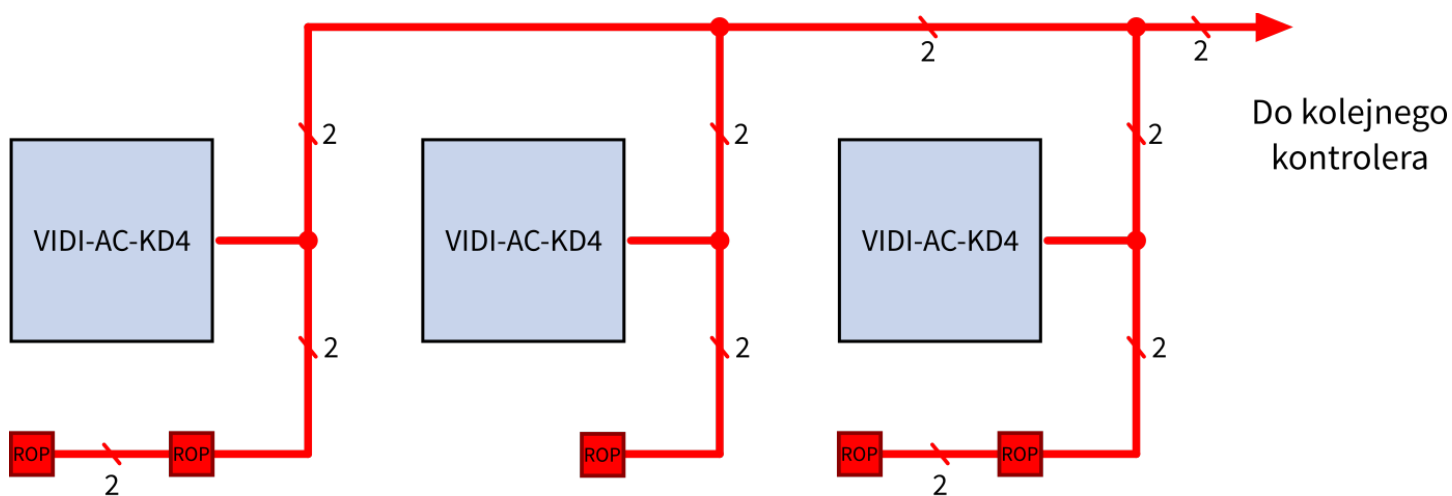 2
2
2
2
2
Do kolejnego
kontrolera
VIDI-AC-KD4
VIDI-AC-KD4
VIDI-AC-KD4
2
2
2
ROP
ROP
ROP
ROP
ROP
2
2